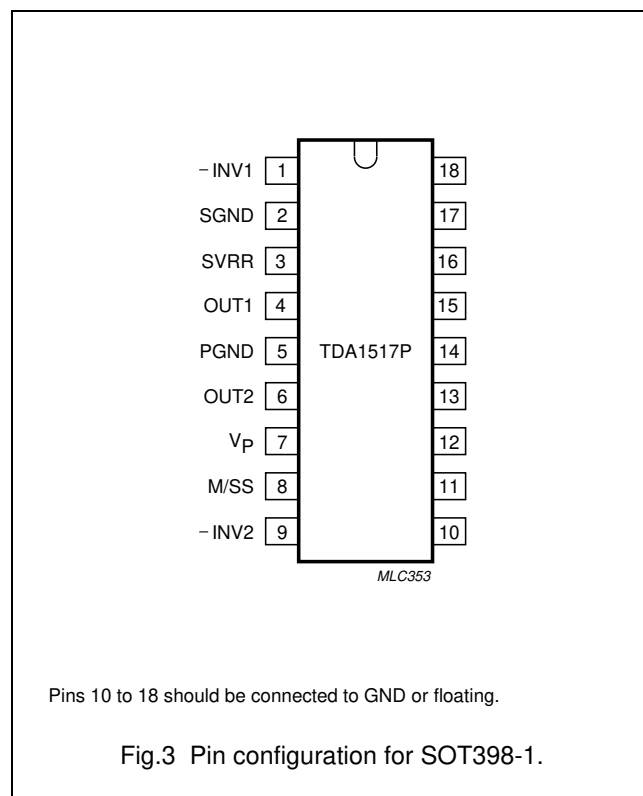 −INV1 1 18
SGND 2 17
SVRR 3 16
OUT1 4 15
PGND 5 TDA1517P 14
OUT2 6 13
VP 7 12
M/SS 8 11
−INV2 9 10
MLC353
Pins 10 to 18 should be connected to GND or floating.
Fig.3 Pin configuration for SOT398-1.